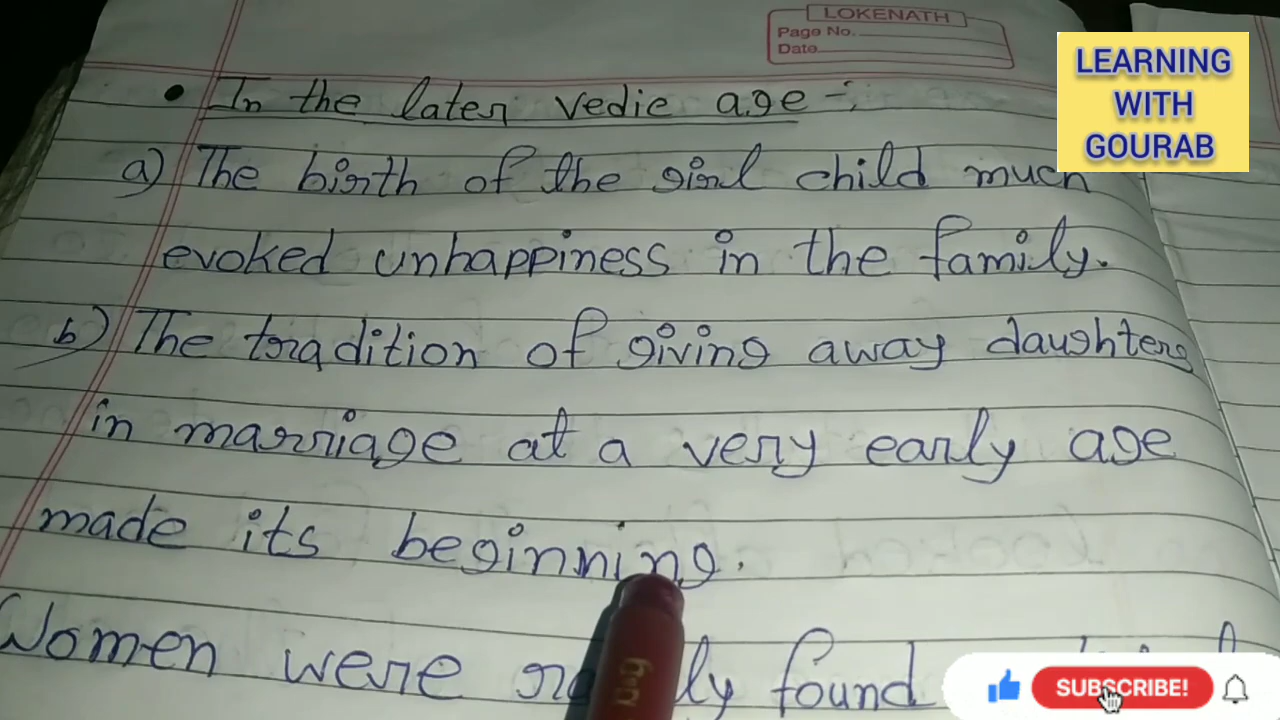 LOKENATH
Page No.
Date
LEARNING
WITH
GOURAB
• In the later Vedic age -:
a) The birth of the girl child much
evoked unhappiness in the family.
b) The tradition of giving away daughters
in marriage at a very early age
made its beginning.
Women were found
SUBSCRIBE!